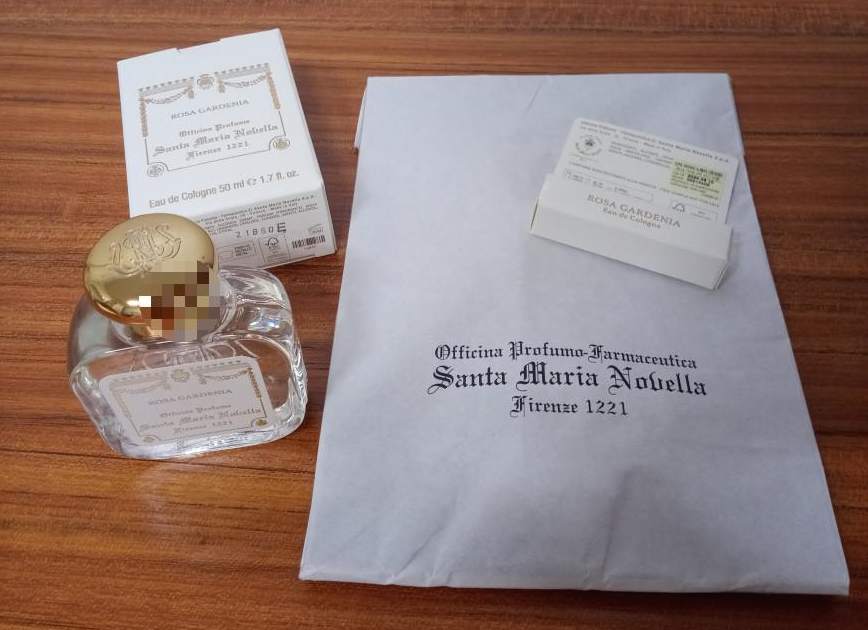 ROSA GARDENIA
Officina Profumo
Santa Maria Novella
Firenze 1221
Eau de Cologne 50 ml ℮ 1.7 fl. oz.
21850E
ROSA GARDENIA
Officina Profumo
Santa Maria Novella
Firenze 1221
ROSA GARDENIA
Eau de Cologne
Officina Profumo-Farmaceutica
Santa Maria Novella
Firenze 1221